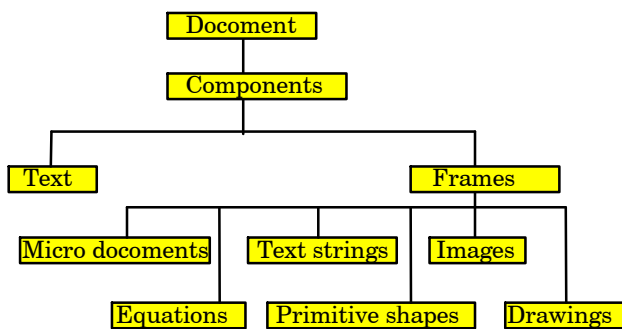 Docoment
Components
Text
Frames
Micro docoments
Text strings
Images
Equations
Primitive shapes
Drawings